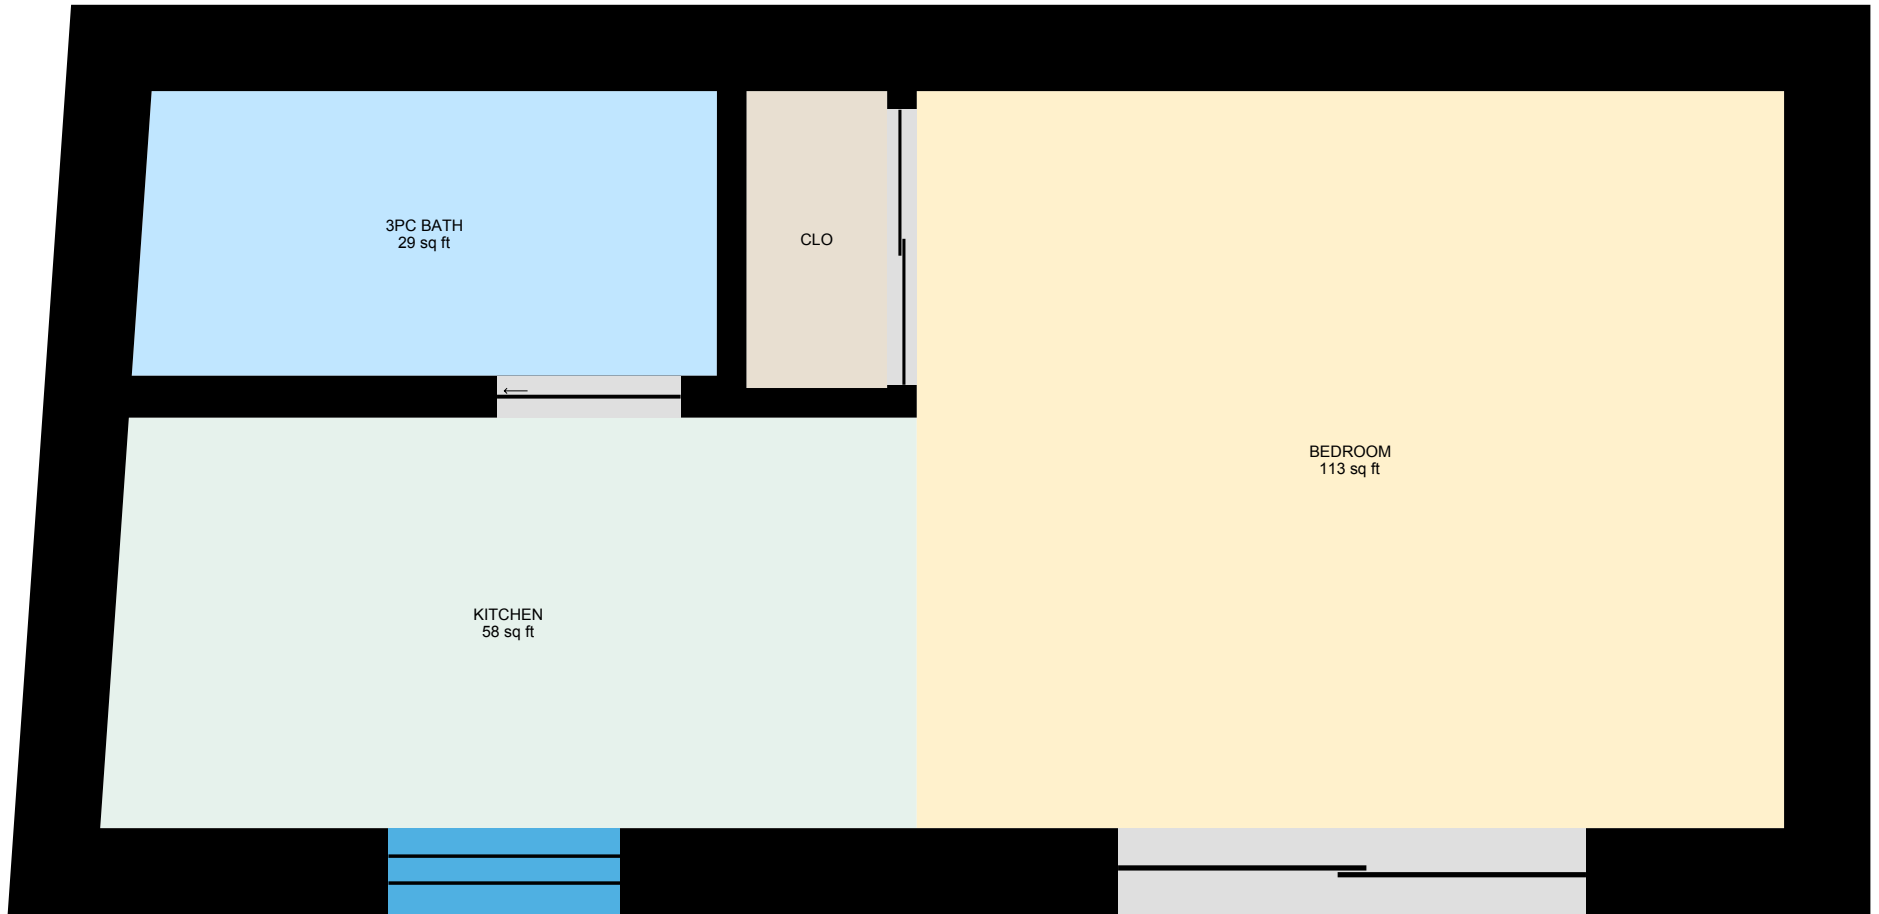 3PC BATH
29 sq ft
CLO
BEDROOM
113 sq ft
KITCHEN
58 sq ft